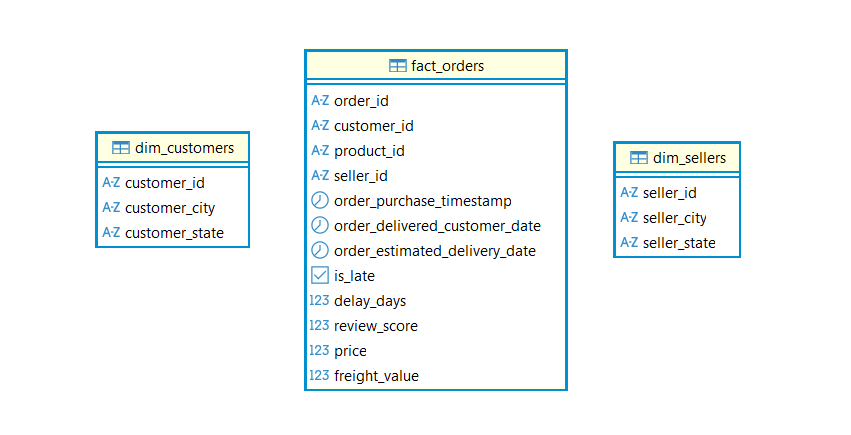 dim_customers
A-Z customer_id
A-Z customer_city
A-Z customer_state
fact_orders
A-Z order_id
A-Z customer_id
A-Z product_id
A-Z seller_id
order_purchase_timestamp
order_delivered_customer_date
order_estimated_delivery_date
is_late
123 delay_days
123 review_score
123 price
123 freight_value
dim_sellers
A-Z seller_id
A-Z seller_city
A-Z seller_state